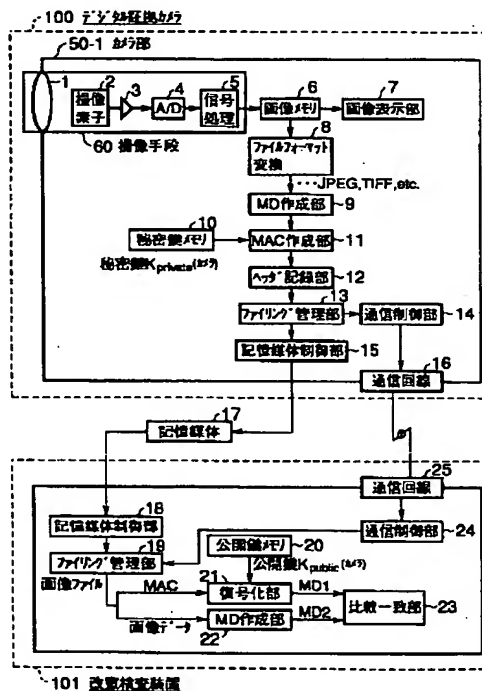 100 デジタル証拠カメラ
50-1 カメラ部
1
2
撮像
素子
3
4
A/D
5
信号
処理
6
画像メモリ
7
画像表示部
60 撮像手段
8
ファイルフォーマット
変換
・・・JPEG,TIFF,etc.
9
MD作成部
10
秘密鍵メモリ
秘密鍵Kprivate(カメラ)
11
MAC作成部
12
ヘッダ記録部
13
ファイリング管理部
14
通信制御部
15
記憶媒体制御部
16
通信回線
17
記憶媒体
25
通信回線
18
記憶媒体制御部
24
通信制御部
19
ファイリング管理部
20
公開鍵メモリ
画像ファイル
公開鍵Kpublic(カメラ)
MAC
21
復号化部
MD1
画像データ
22
MD作成部
MD2
比較一致部
23
101 改竄検査装置